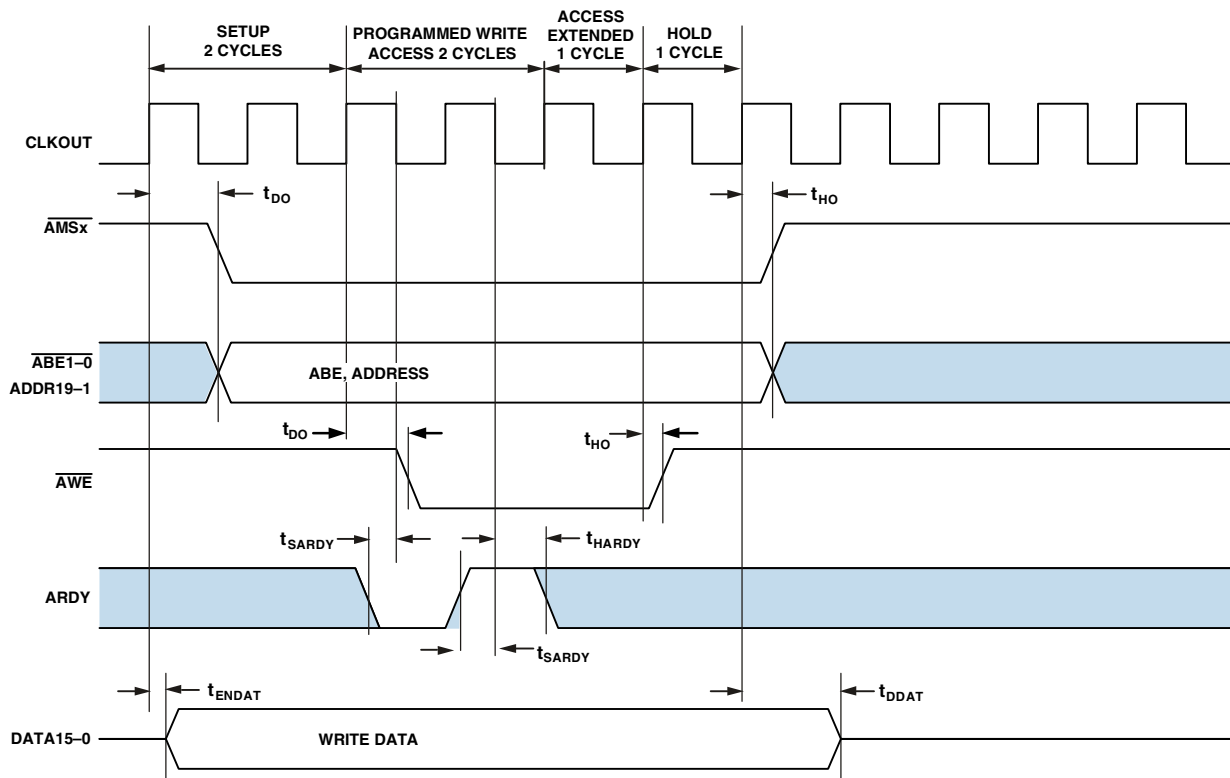 SETUP
2 CYCLES
PROGRAMMED WRITE
ACCESS 2 CYCLES
ACCESS
EXTENDED
1 CYCLE
HOLD
1 CYCLE
CLKOUT
tDO
tHO
AMSx
ABE1–0
ADDR19–1
ABE, ADDRESS
tDO
tHO
AWE
tSARDY
tHARDY
ARDY
tSARDY
tENDAT
tDDAT
DATA15–0
WRITE DATA